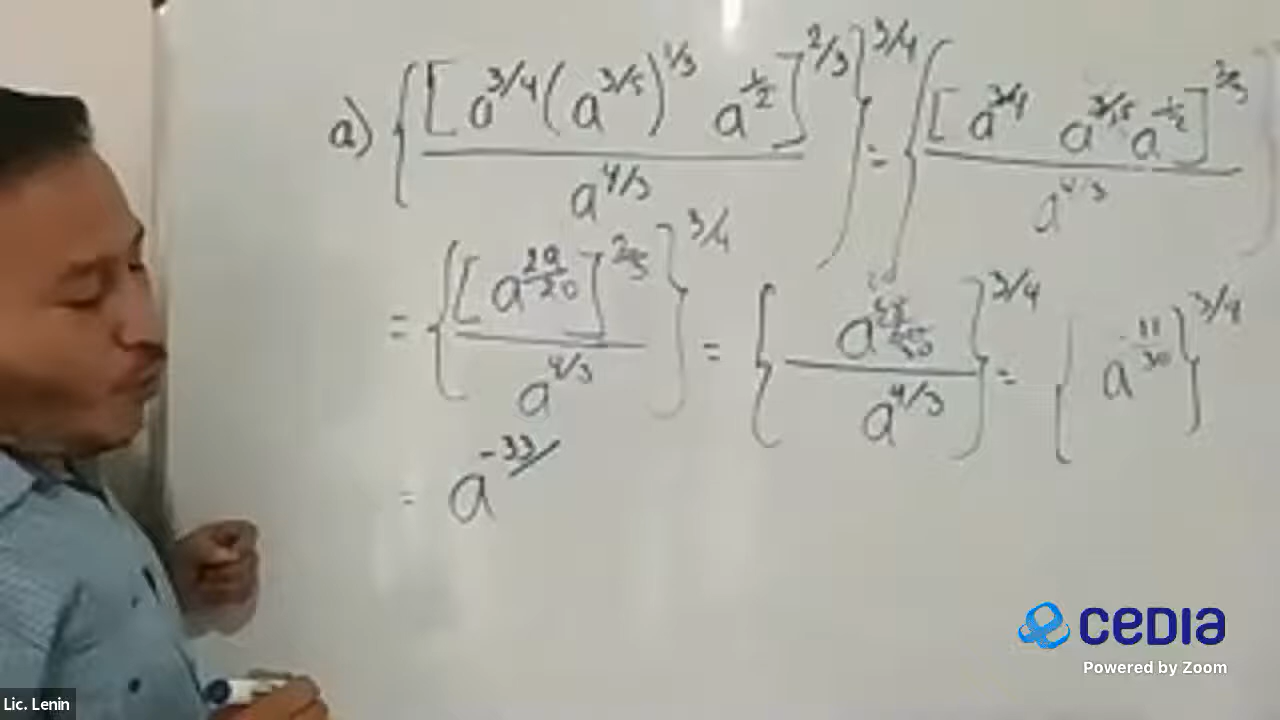 a) { [ a^{3/4} (a^{3/5})^{1/3} a^{1/2} ]^{2/3} / a^{4/3} }^{3/4} = { [ a^{3/4} a^{3/15} a^{1/2} ]^{2/3} / a^{4/3} }
= { [ a^{29/20} ]^{2/3} / a^{4/3} }^{3/4} = { a / a^{4/3} }^{3/4} = { a^{-11/30} }^{3/4}
= a^{-33/}
CEDIA
Powered by Zoom
Lic. Lenin